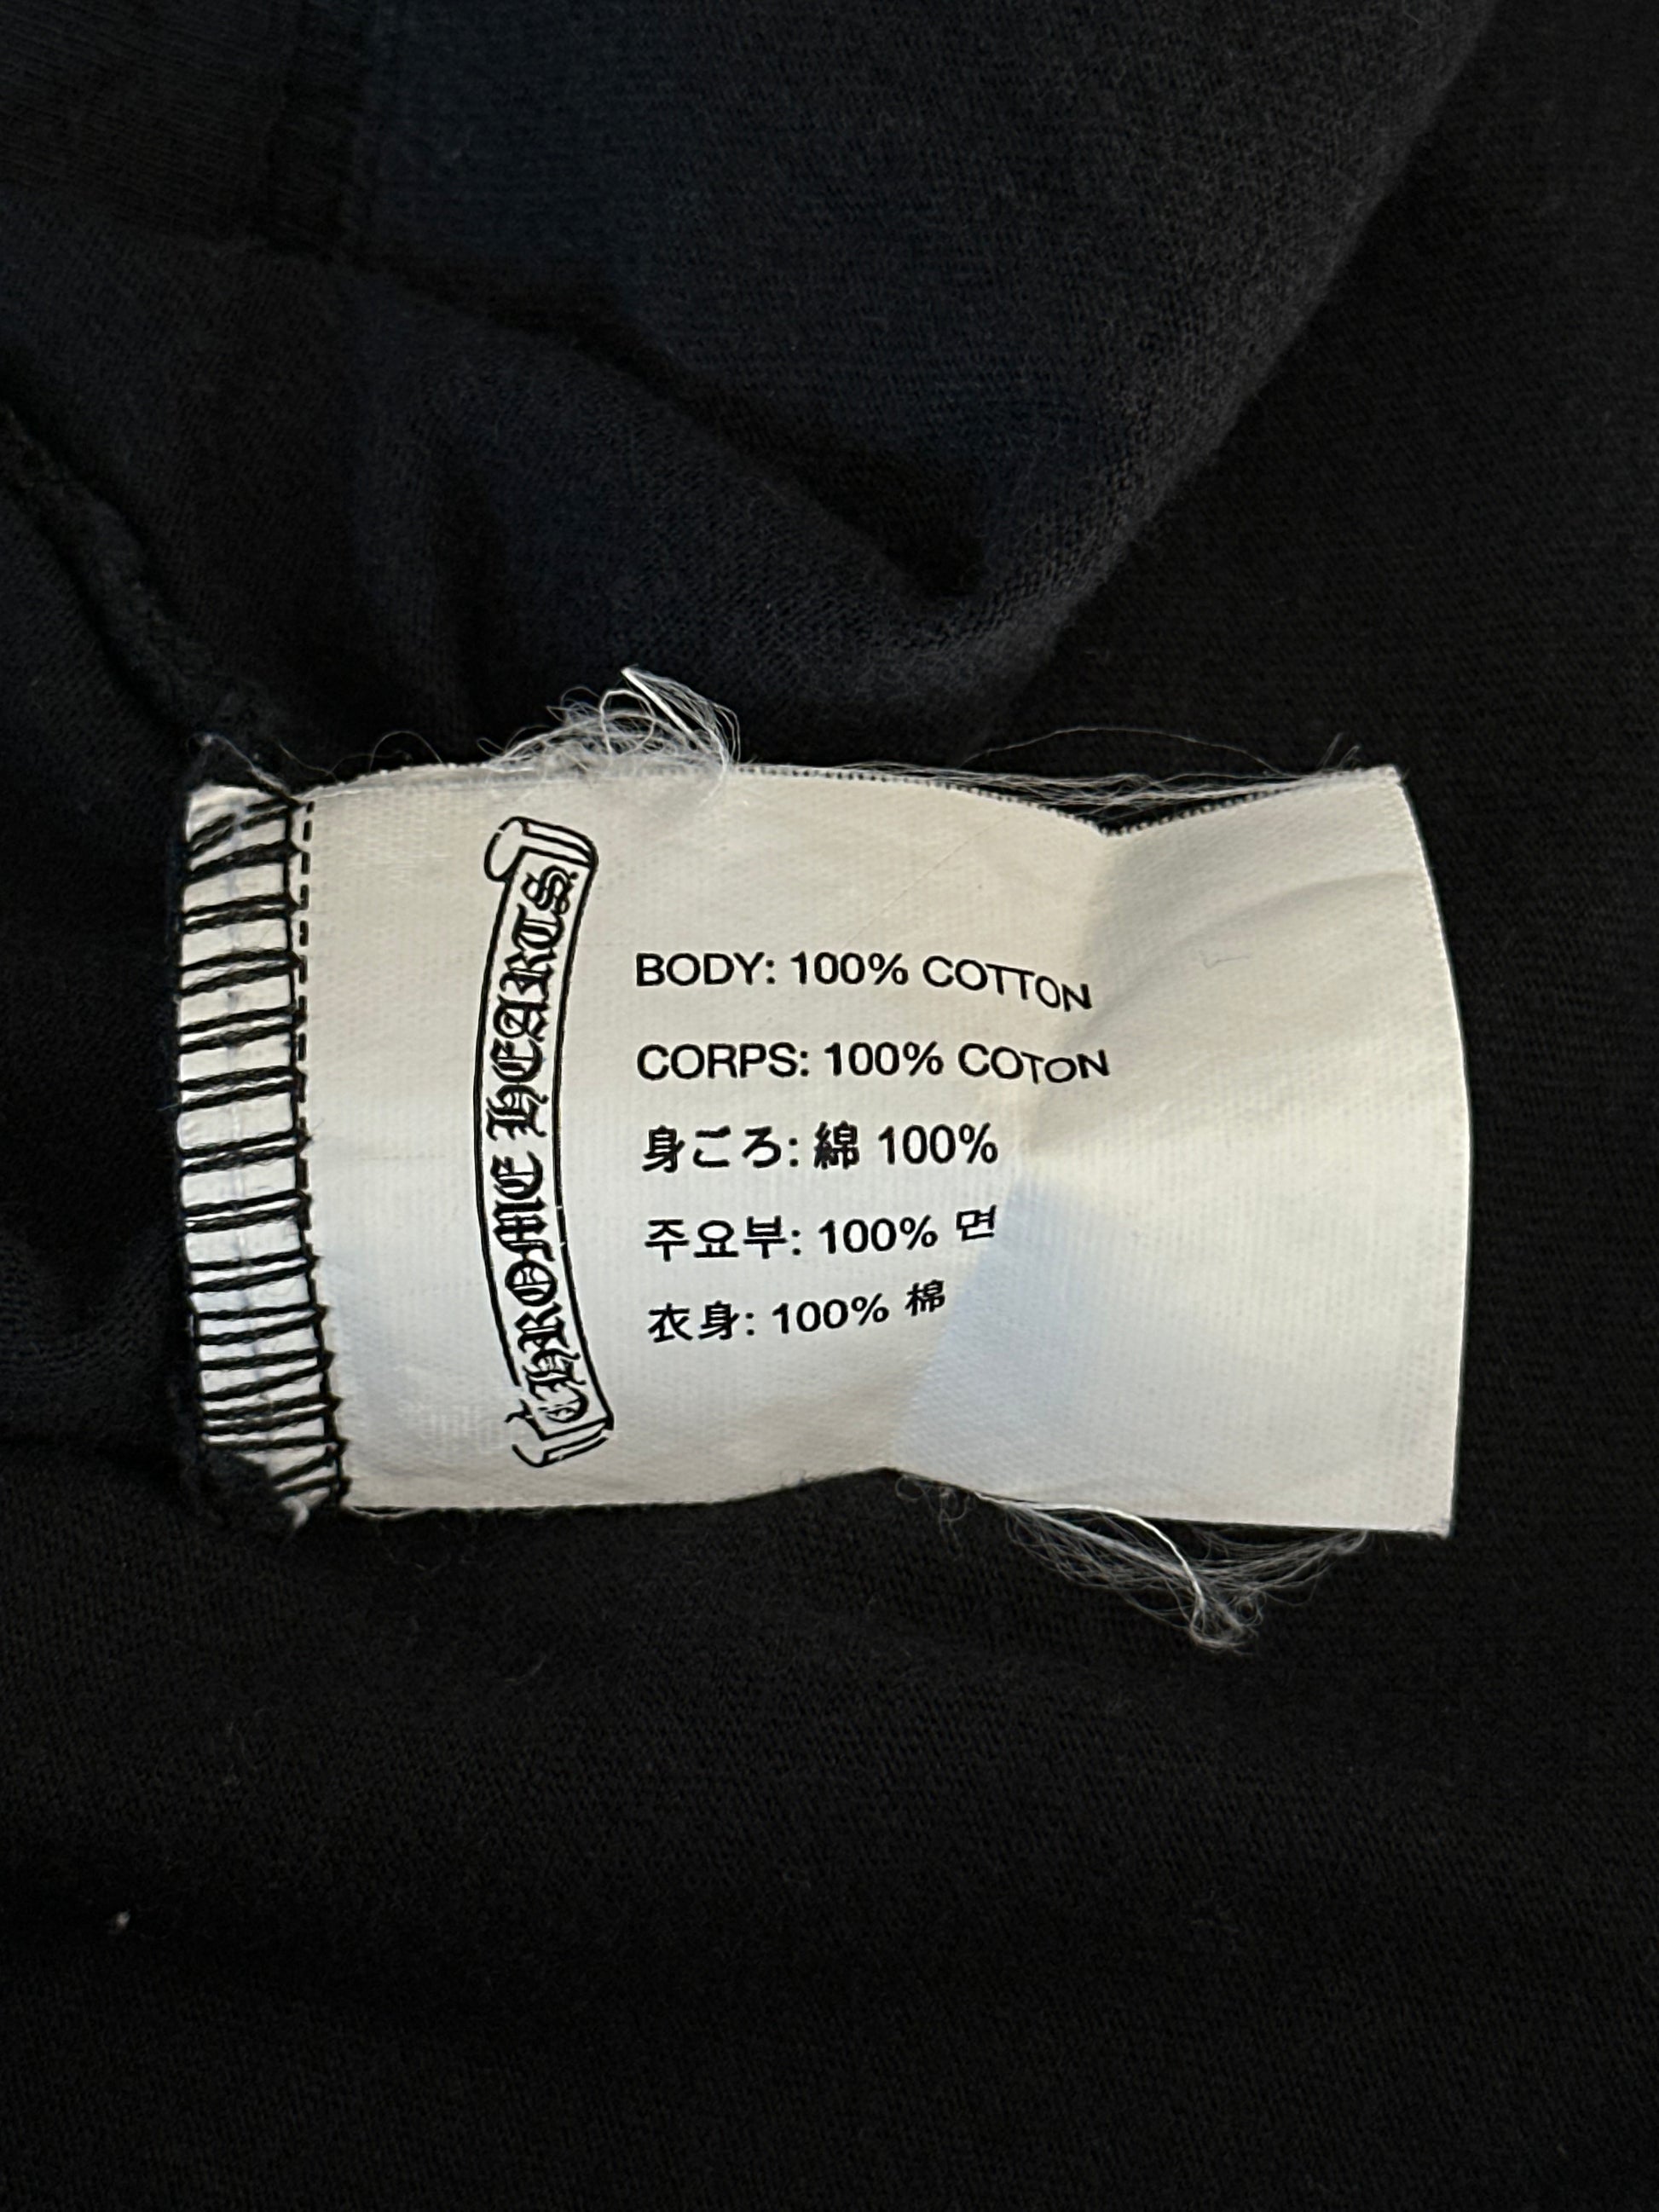 CHROME HEARTS
BODY: 100% COTTON
CORPS: 100% COTON
身ごろ: 綿 100%
주요부: 100% 면
衣身: 100% 棉